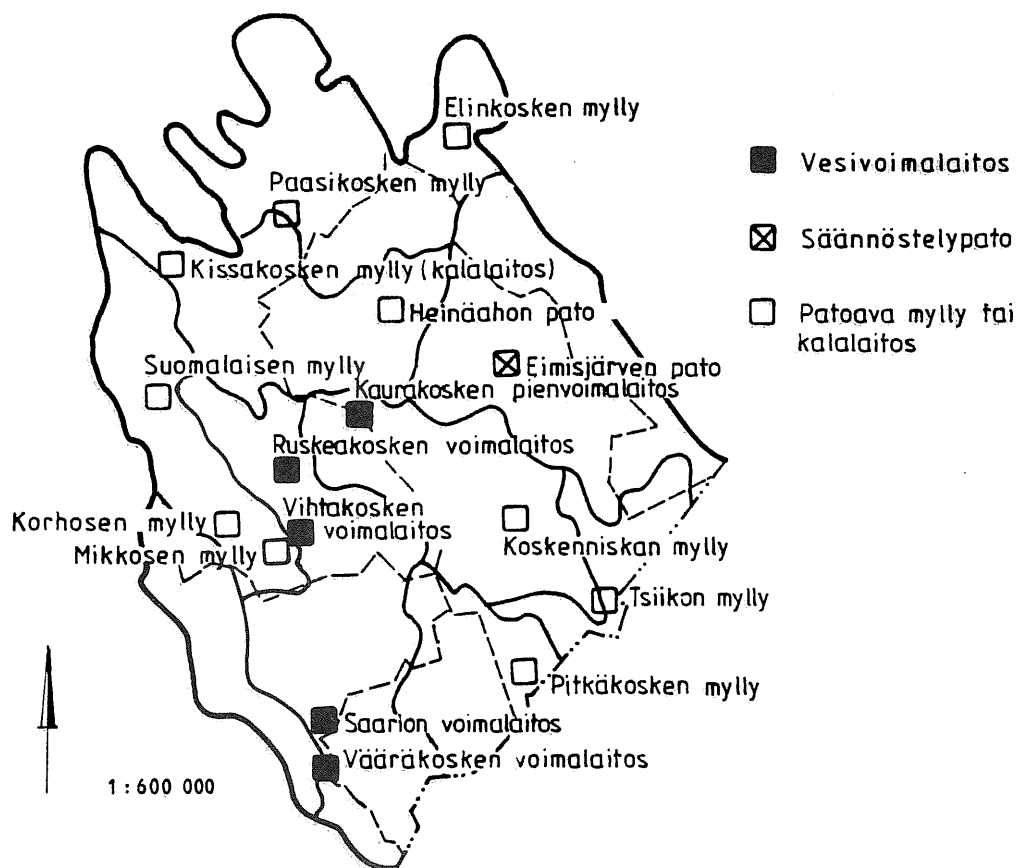 Elinkosken mylly
Paasikosken mylly
Kissakosken mylly (kalalaitos)
Heinäahon pato
Suomalaisen mylly
Eimisjärven pato
Kaurakosken pienvoimalaitos
Ruskeakosken voimalaitos
Vihtakosken
voimalaitos
Korhosen mylly
Mikkosen mylly
Koskenniskan mylly
Tsiikon mylly
Pitkäkosken mylly
Saarion voimalaitos
Vääräkosken voimalaitos
1:600 000
Vesivoimalaitos
Säännöstelypato
Patoava mylly tai
kalalaitos